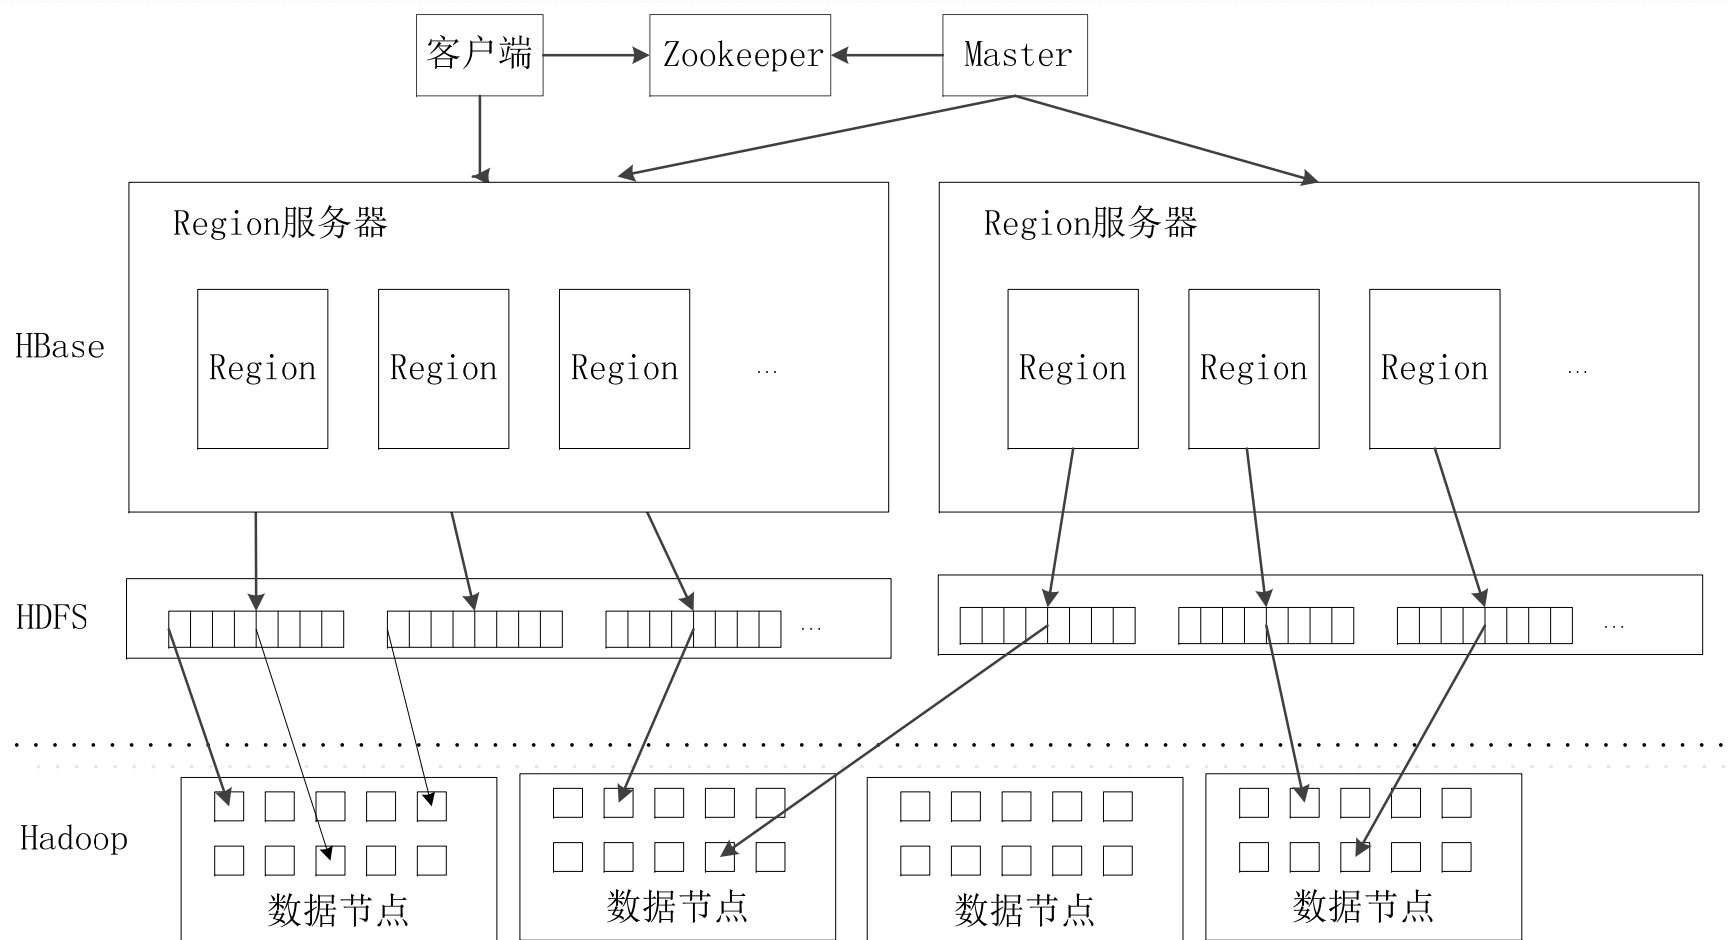 客户端 Zookeeper Master
Region服务器 Region服务器
HBase
Region Region Region ... Region Region Region ...
HDFS
... ...
Hadoop
数据节点 数据节点 数据节点 数据节点